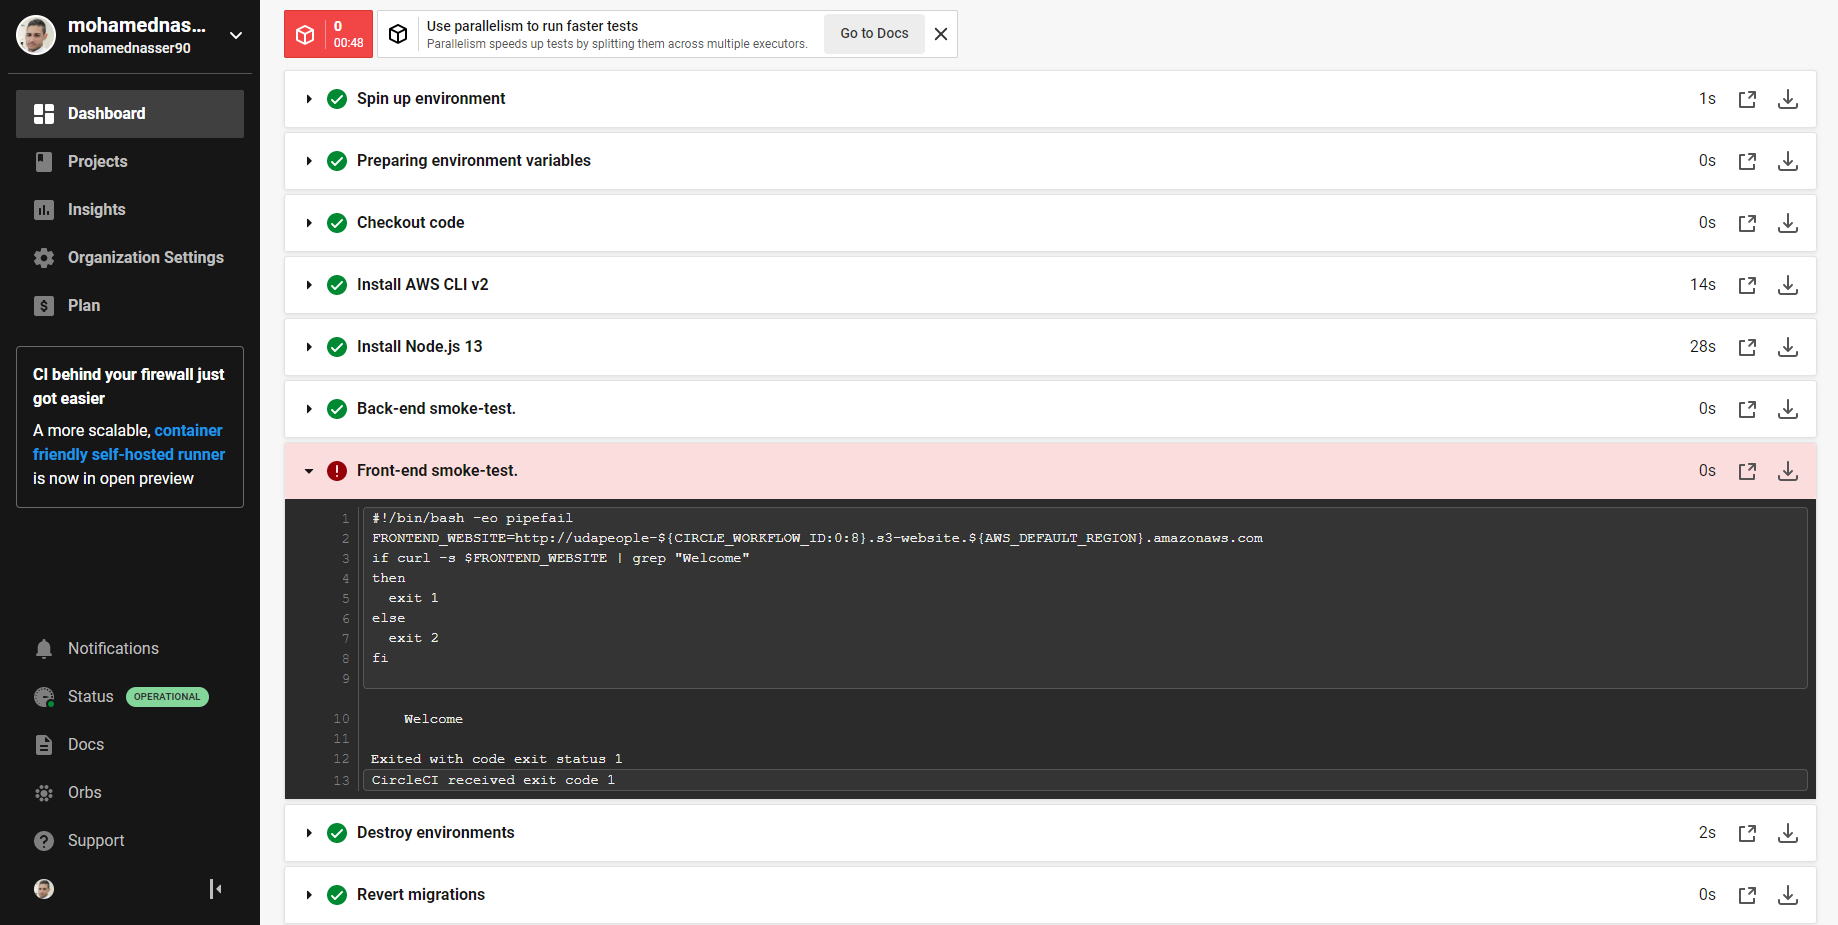 mohamednas...
mohamednasser90
Dashboard
Projects
Insights
Organization Settings
Plan
CI behind your firewall just
got easier
A more scalable, container
friendly self-hosted runner
is now in open preview
Notifications
Status OPERATIONAL
Docs
Orbs
Support
0
00:48
Use parallelism to run faster tests
Parallelism speeds up tests by splitting them across multiple executors.
Go to Docs
Spin up environment 1s
Preparing environment variables 0s
Checkout code 0s
Install AWS CLI v2 14s
Install Node.js 13 28s
Back-end smoke-test. 0s
Front-end smoke-test. 0s
1 #!/bin/bash -eo pipefail
2 FRONTEND_WEBSITE=http://udapeople-${CIRCLE_WORKFLOW_ID:0:8}.s3-website.${AWS_DEFAULT_REGION}.amazonaws.com
3 if curl -s $FRONTEND_WEBSITE | grep "Welcome"
4 then
5   exit 1
6 else
7   exit 2
8 fi
9
10     Welcome
11
12 Exited with code exit status 1
13 CircleCI received exit code 1
Destroy environments 2s
Revert migrations 0s